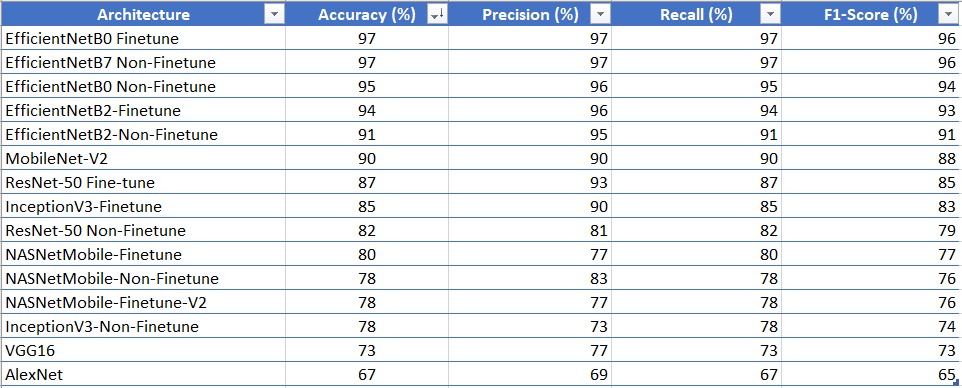 Architecture Accuracy (%) Precision (%) Recall (%) F1-Score (%)
EfficientNetB0 Finetune 97 97 97 96
EfficientNetB7 Non-Finetune 97 97 97 96
EfficientNetB0 Non-Finetune 95 96 95 94
EfficientNetB2-Finetune 94 96 94 93
EfficientNetB2-Non-Finetune 91 95 91 91
MobileNet-V2 90 90 90 88
ResNet-50 Fine-tune 87 93 87 85
InceptionV3-Finetune 85 90 85 83
ResNet-50 Non-Finetune 82 81 82 79
NASNetMobile-Finetune 80 77 80 77
NASNetMobile-Non-Finetune 78 83 78 76
NASNetMobile-Finetune-V2 78 77 78 76
InceptionV3-Non-Finetune 78 73 78 74
VGG16 73 77 73 73
AlexNet 67 69 67 65